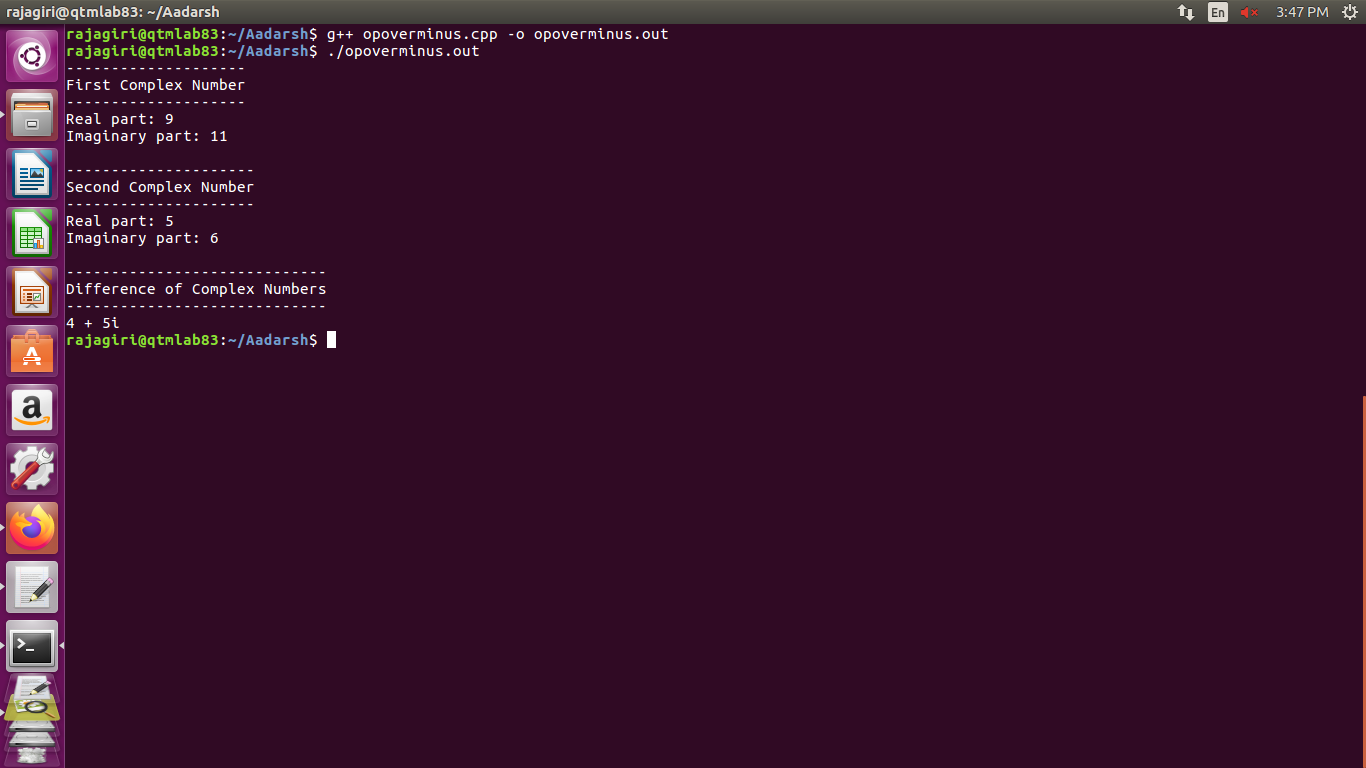 rajagiri@qtmlab83: ~/Aadarsh
En
3:47 PM
rajagiri@qtmlab83:~/Aadarsh$ g++ opoverminus.cpp -o opoverminus.out
rajagiri@qtmlab83:~/Aadarsh$ ./opoverminus.out
--------------------
First Complex Number
--------------------
Real part: 9
Imaginary part: 11
---------------------
Second Complex Number
---------------------
Real part: 5
Imaginary part: 6
-----------------------------
Difference of Complex Numbers
-----------------------------
4 + 5i
rajagiri@qtmlab83:~/Aadarsh$